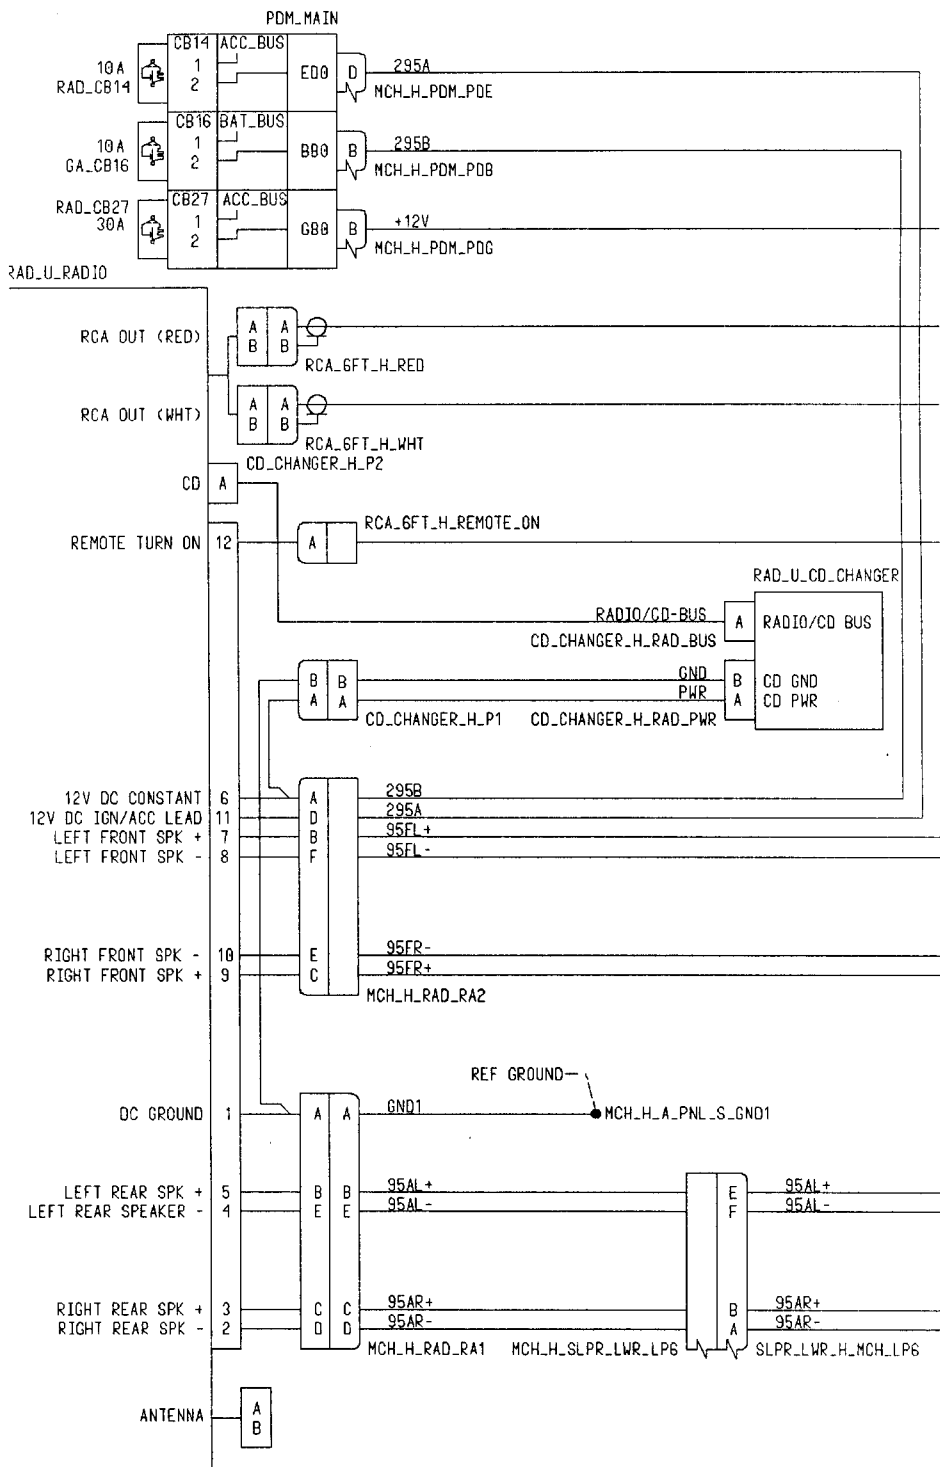 PDM_MAIN
CB14 ACC_BUS
10A 1 295A
RAD_CB14 2 ED0 D MCH_H_PDM_PDE
CB16 BAT_BUS
10A 1 295B
GA_CB16 2 BB0 B MCH_H_PDM_PDB
RAD_CB27 CB27 ACC_BUS
30A 1 +12V
2 GB0 B MCH_H_PDM_PDG
RAD_U_RADIO
RCA OUT (RED) A A
B B
RCA_6FT_H_RED
RCA OUT (WHT) A A
B B
RCA_6FT_H_WHT
CD_CHANGER_H_P2
CD A
RCA_6FT_H_REMOTE_ON
REMOTE TURN ON 12 A
RAD_U_CD_CHANGER
RADIO/CD-BUS A RADIO/CD BUS
CD_CHANGER_H_RAD_BUS
B B GND B CD GND
A A PWR A CD PWR
CD_CHANGER_H_P1 CD_CHANGER_H_RAD_PWR
12V DC CONSTANT 6 A 295B
12V DC IGN/ACC LEAD 11 D 295A
LEFT FRONT SPK + 7 B 95FL+
LEFT FRONT SPK - 8 F 95FL-
RIGHT FRONT SPK - 10 E 95FR-
RIGHT FRONT SPK + 9 C 95FR+
MCH_H_RAD_RA2
REF GROUND
DC GROUND 1 A A GND1 MCH_H_A_PNL_S_GND1
LEFT REAR SPK + 5 B B 95AL+ E 95AL+
LEFT REAR SPEAKER - 4 E E 95AL- F 95AL-
RIGHT REAR SPK + 3 C C 95AR+ B 95AR+
RIGHT REAR SPK - 2 D D 95AR- A 95AR-
MCH_H_RAD_RA1 MCH_H_SLPR_LWR_LP6 SLPR_LWR_H_MCH_LP6
ANTENNA A
B